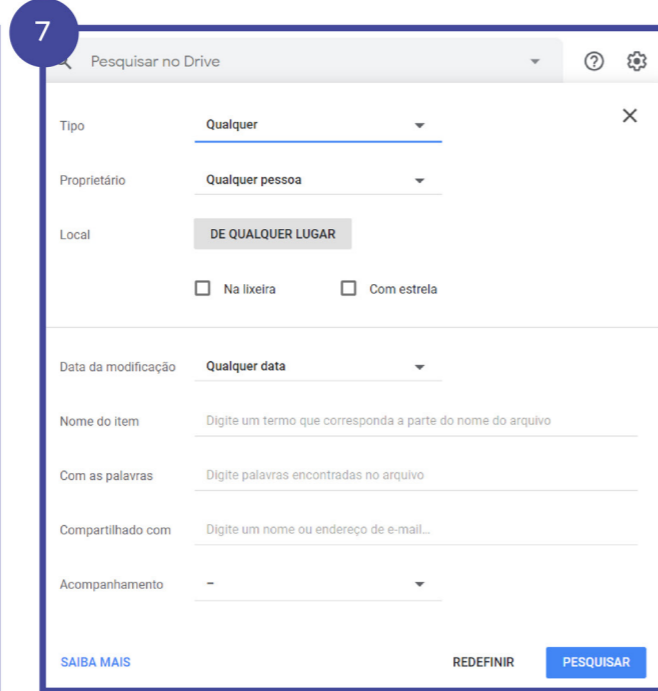 7
Pesquisar no Drive
Tipo Qualquer
Proprietário Qualquer pessoa
Local DE QUALQUER LUGAR
Na lixeira Com estrela
Data da modificação Qualquer data
Nome do item Digite um termo que corresponda a parte do nome do arquivo
Com as palavras Digite palavras encontradas no arquivo
Compartilhado com Digite um nome ou endereço de e-mail...
Acompanhamento –
SAIBA MAIS REDEFINIR PESQUISAR